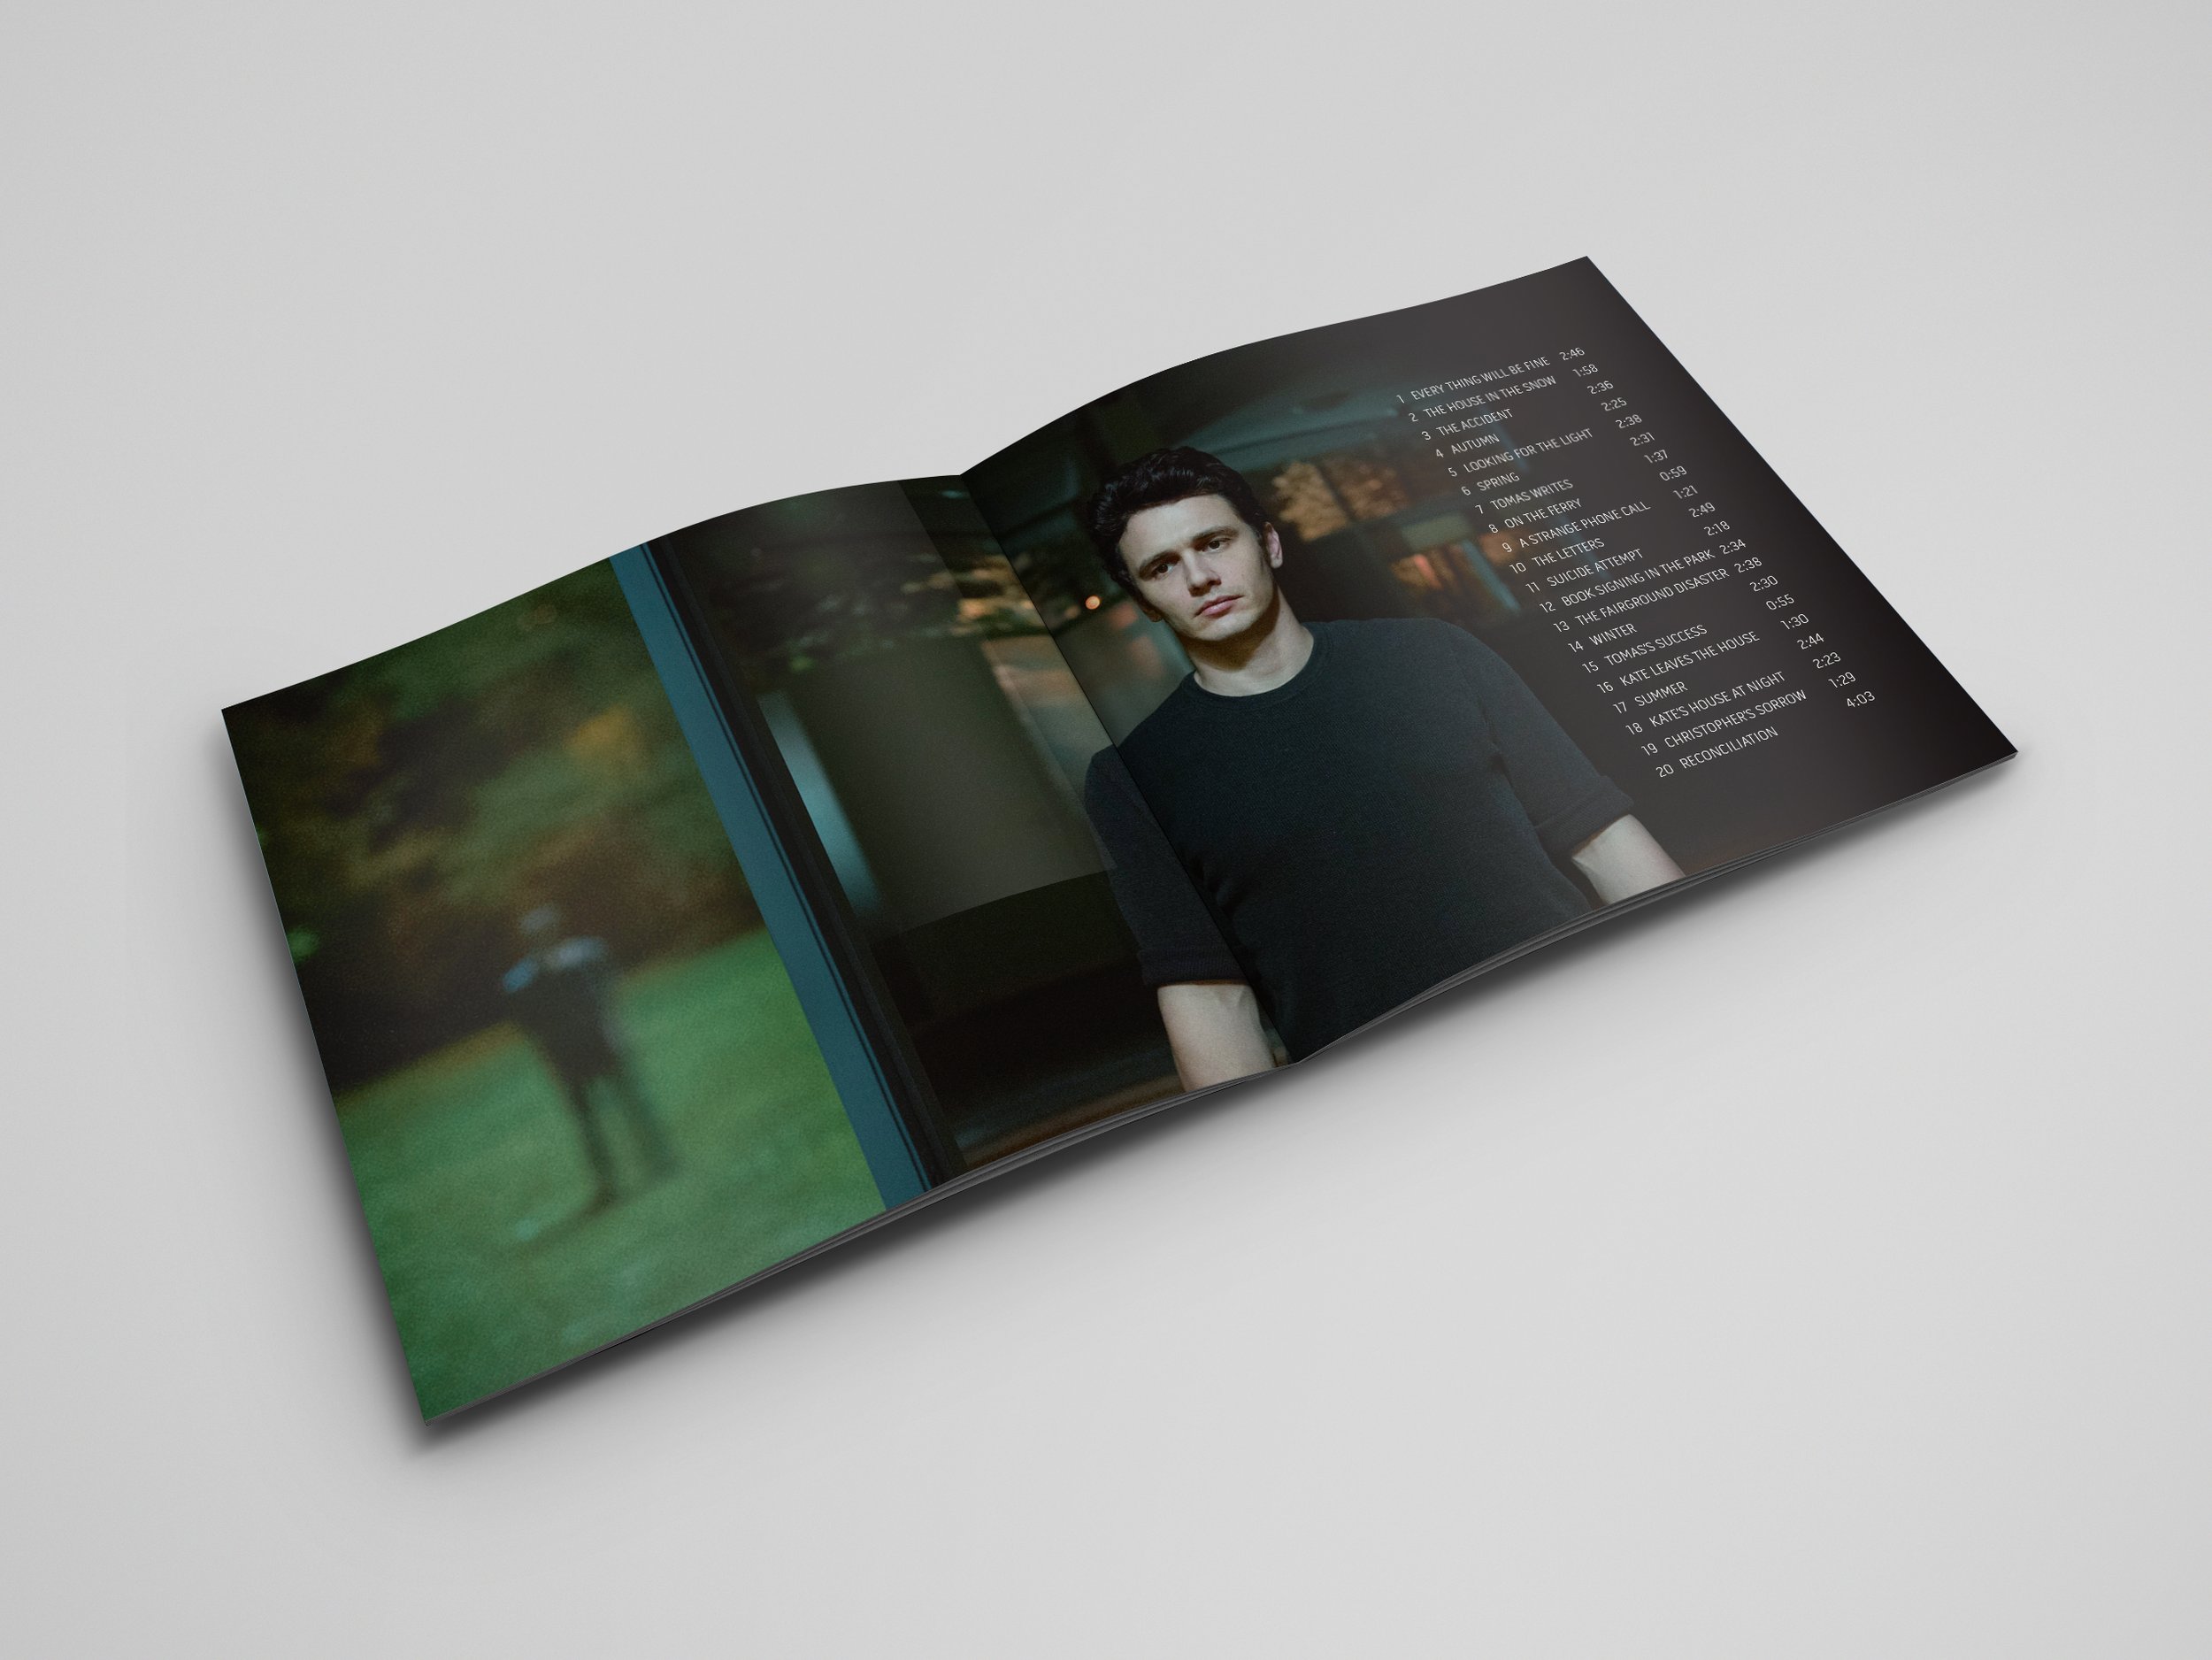 1 EVERY THING WILL BE FINE 2:46
2 THE HOUSE IN THE SNOW 1:58
3 THE ACCIDENT 2:36
4 AUTUMN 2:25
5 LOOKING FOR THE LIGHT 2:38
6 SPRING 2:31
7 TOMAS WRITES 1:37
8 ON THE FERRY 0:59
9 A STRANGE PHONE CALL 1:21
10 THE LETTERS 2:49
11 SUICIDE ATTEMPT 2:18
12 BOOK SIGNING IN THE PARK 2:34
13 THE FAIRGROUND DISASTER 2:38
14 WINTER 2:30
15 TOMAS'S SUCCESS 0:55
16 KATE LEAVES THE HOUSE 1:30
17 SUMMER 2:44
18 KATE'S HOUSE AT NIGHT 2:23
19 CHRISTOPHER'S SORROW 1:29
20 RECONCILIATION 4:03